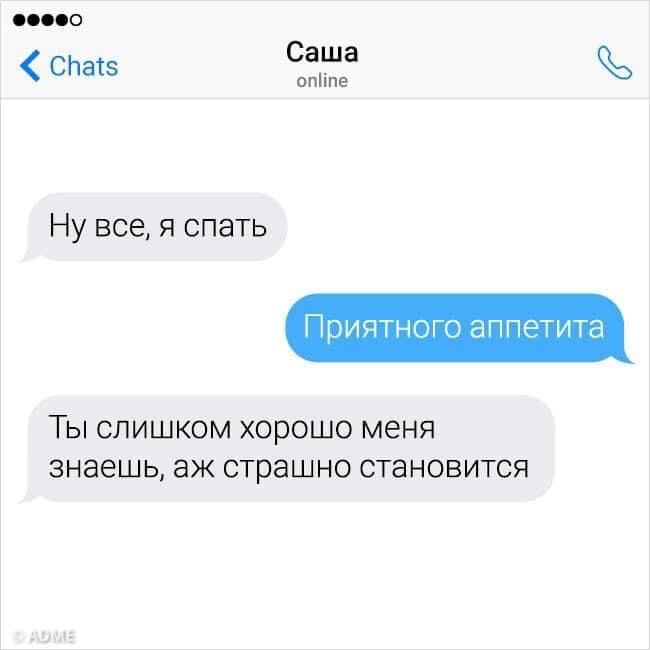 Chats
Саша
online
Ну все, я спать
Приятного аппетита
Ты слишком хорошо меня
знаешь, аж страшно становится
© ADME